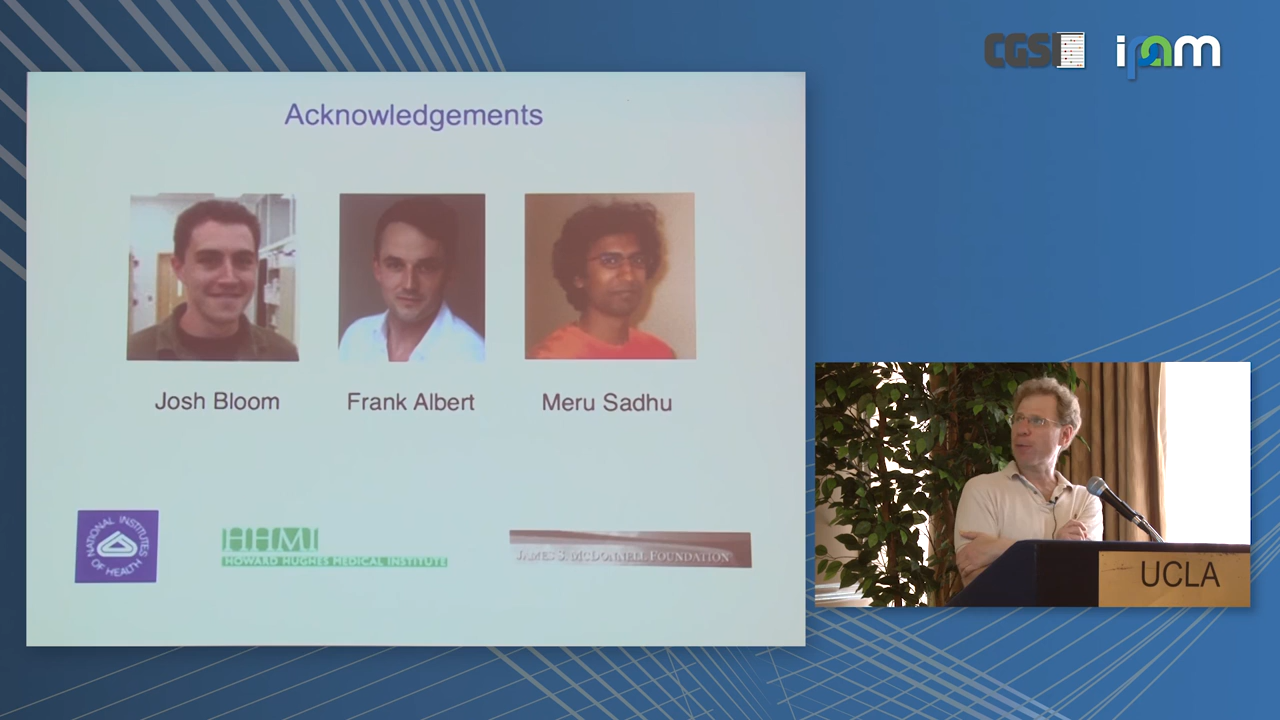 CGSI
ipam
Acknowledgements
Josh Bloom
Frank Albert
Meru Sadhu
NATIONAL INSTITUTES
OF HEALTH
HHMI
HOWARD HUGHES MEDICAL INSTITUTE
JAMES S. MCDONNELL FOUNDATION
UCLA